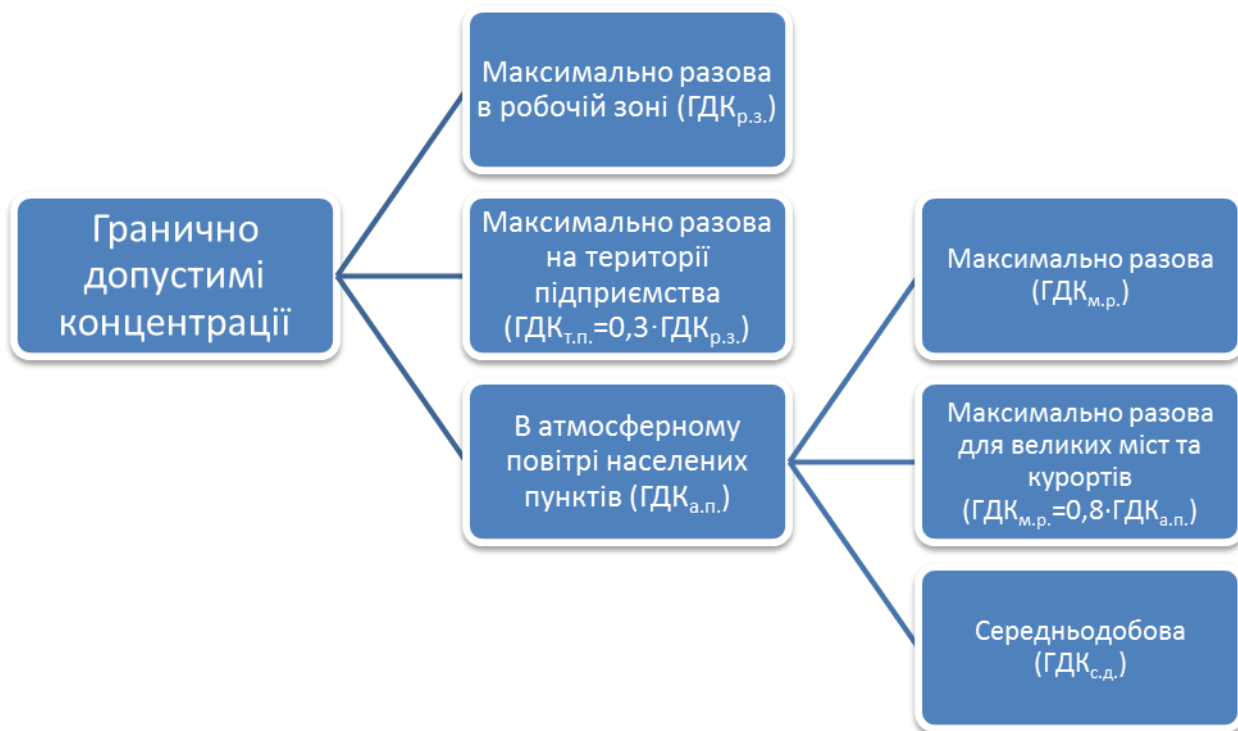 Гранично
допустимі
концентрації
Максимально разова
в робочій зоні (ГДКр.з.)
Максимально разова
на території
підприємства
(ГДКт.п.=0,3·ГДКр.з.)
В атмосферному
повітрі населених
пунктів (ГДКа.п.)
Максимально разова
(ГДКм.р.)
Максимально разова
для великих міст та
курортів
(ГДКм.р.=0,8·ГДКа.п.)
Середньодобова
(ГДКс.д.)